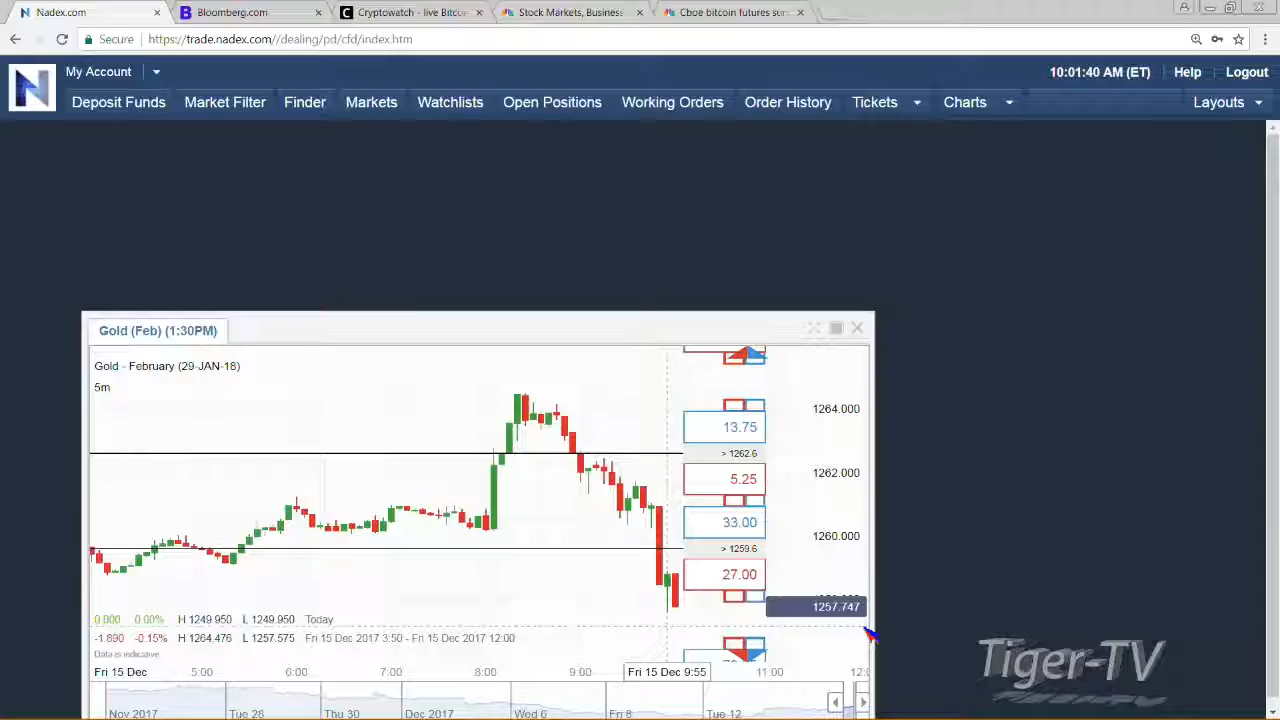 Nadex.com
Bloomberg.com
Cryptowatch - live Bitco
Stock Markets, Business
Cboe bitcoin futures sur
Secure
https://trade.nadex.com//dealing/pd/cfd/index.htm
N
My Account
10:01:40 AM (ET)
Help
Logout
Deposit Funds
Market Filter
Finder
Markets
Watchlists
Open Positions
Working Orders
Order History
Tickets
Charts
Layouts
Gold (Feb) (1:30PM)
Gold - February (29-JAN-18)
5m
1264.000
13.75
> 1262.6
1262.000
5.25
33.00
1260.000
> 1259.6
27.00
1257.747
0.000 0.00% H 1249.950 L 1249.950 Today
-1.890 -0.15% H 1264.476 L 1257.575 Fri 15 Dec 2017 3:50 - Fri 15 Dec 2017 12:00
Data is indicative
Fri 15 Dec 5:00 6:00 7:00 8:00 9:00 Fri 15 Dec 9:55 11:00 12:0
Nov 2017 Tue 28 Thu 30 Dec 2017 Wed 6 Fri 8 Tue 12
Tiger-TV